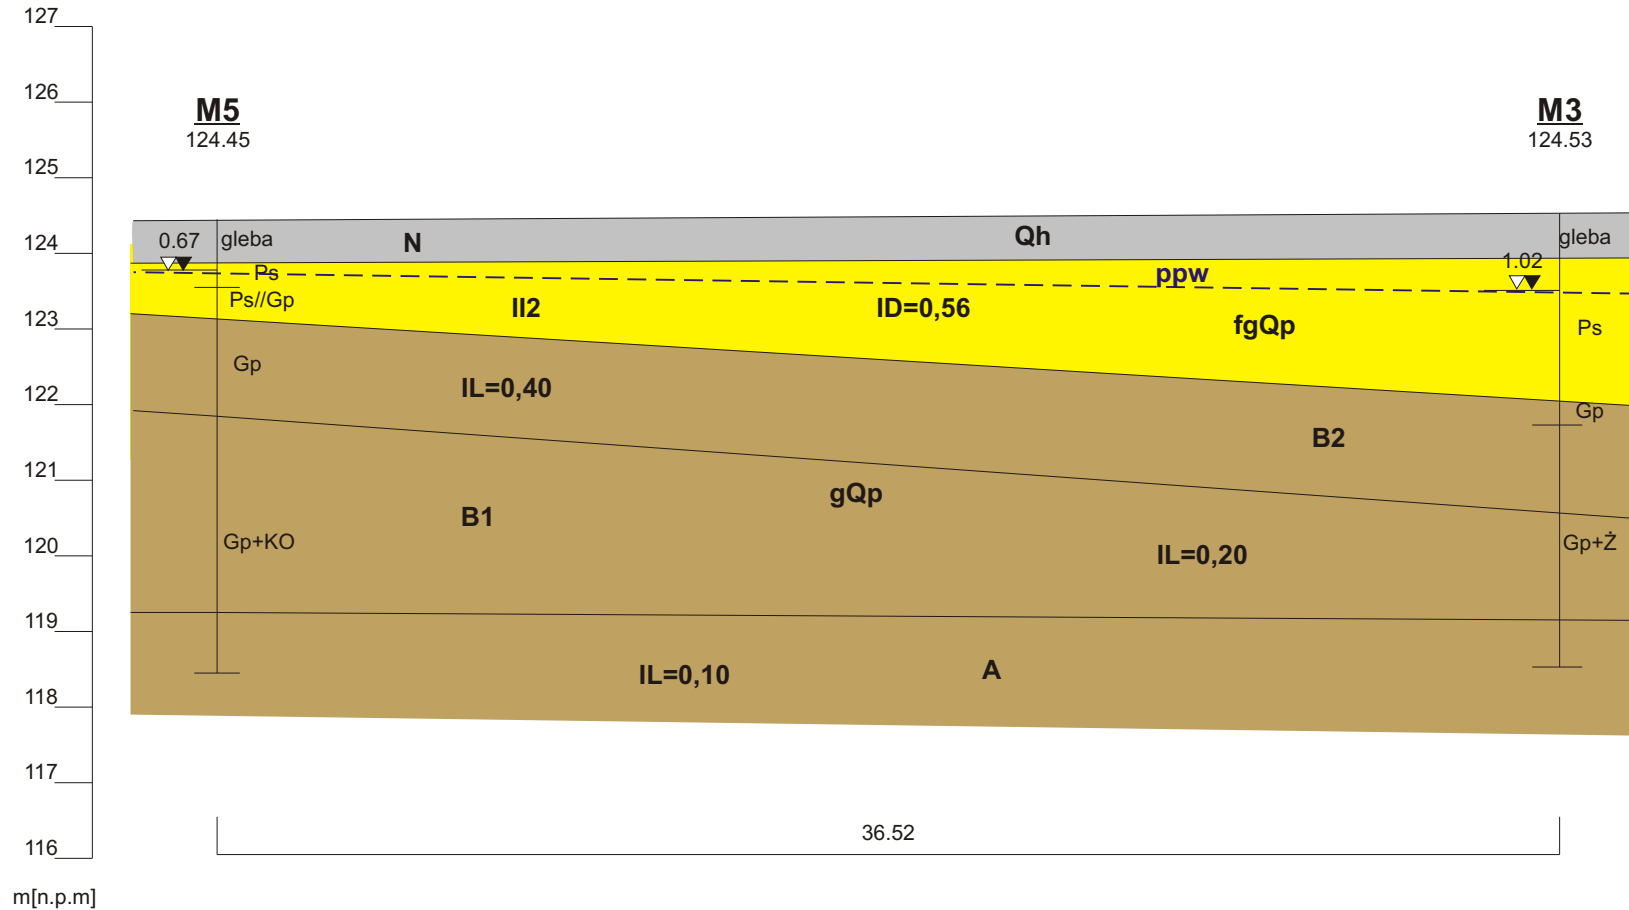 127
126
M5
M3
124.45
124.53
125
124
0.67
gleba
N
Qh
gleba
1.02
Ps
ppw
Ps//Gp
II2
ID=0,56
fgQp
Ps
123
Gp
IL=0,40
122
Gp
B2
121
gQp
B1
Gp+KO
IL=0,20
Gp+Ż
120
119
IL=0,10
A
118
117
36.52
116
m[n.p.m]